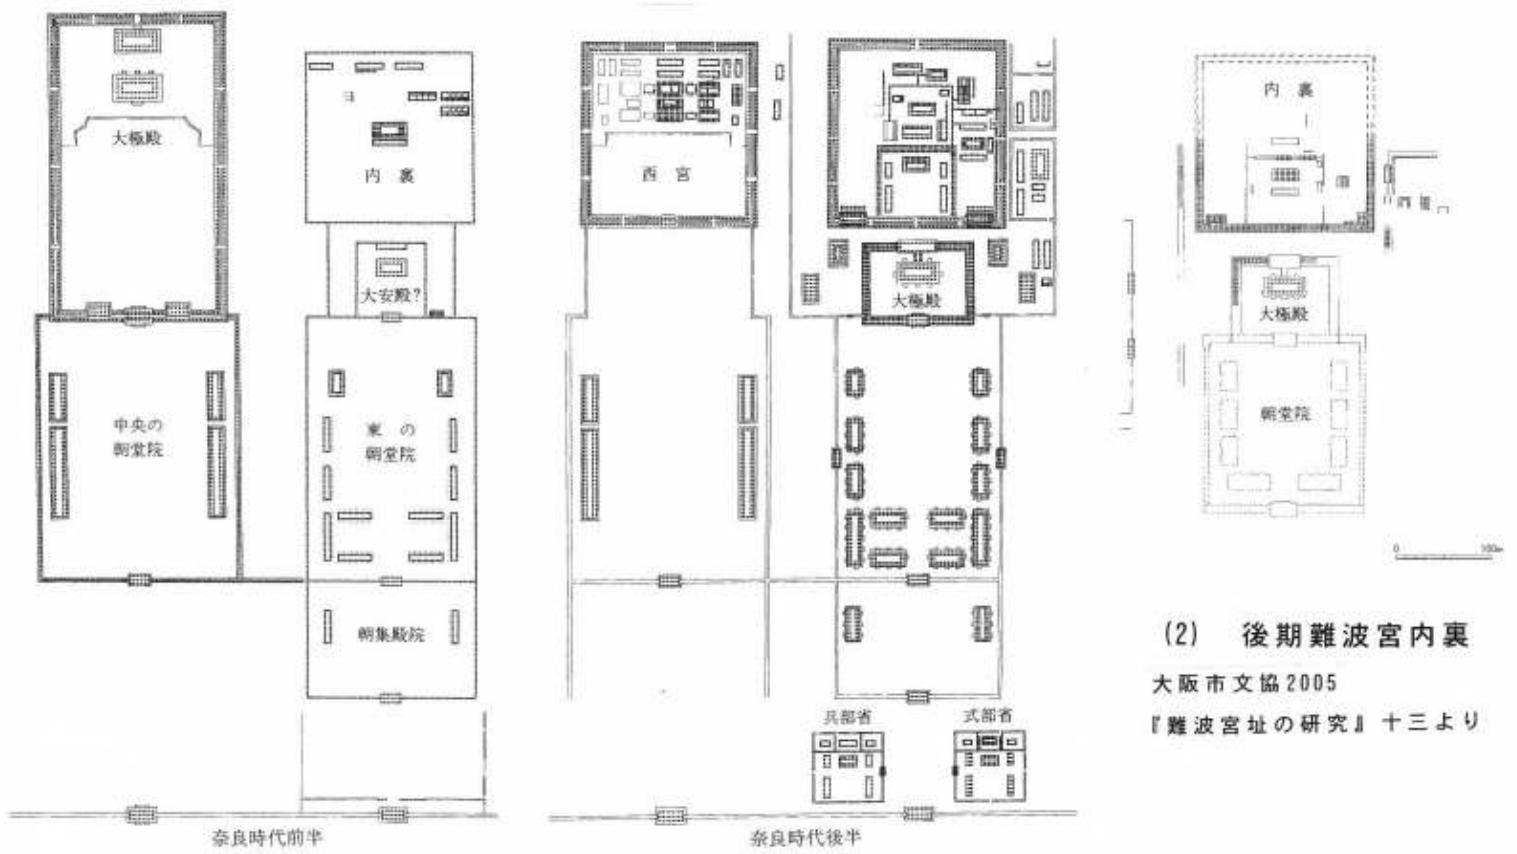 大極殿
内裏
大安殿?
中央の
朝堂院
東の
朝堂院
朝集殿院
奈良時代前半
西宮
大極殿
兵部省
式部省
奈良時代後半
内裏
大極殿
朝堂院
0 100m
(2) 後期難波宮内裏
大阪市文協2005
『難波宮址の研究』十三より